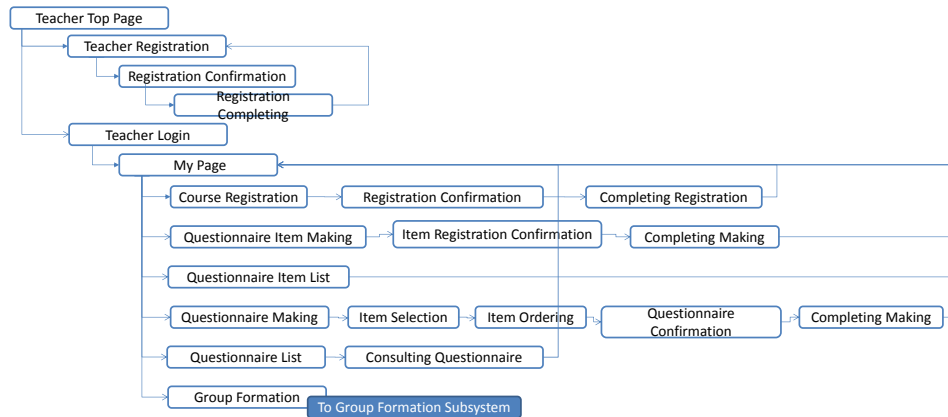 Teacher Top Page
Teacher Registration
Registration Confirmation
Registration
Completing
Teacher Login
My Page
Course Registration
Registration Confirmation
Completing Registration
Questionnaire Item Making
Item Registration Confirmation
Completing Making
Questionnaire Item List
Questionnaire Making
Item Selection
Item Ordering
Questionnaire
Confirmation
Completing Making
Questionnaire List
Consulting Questionnaire
Group Formation
To Group Formation Subsystem